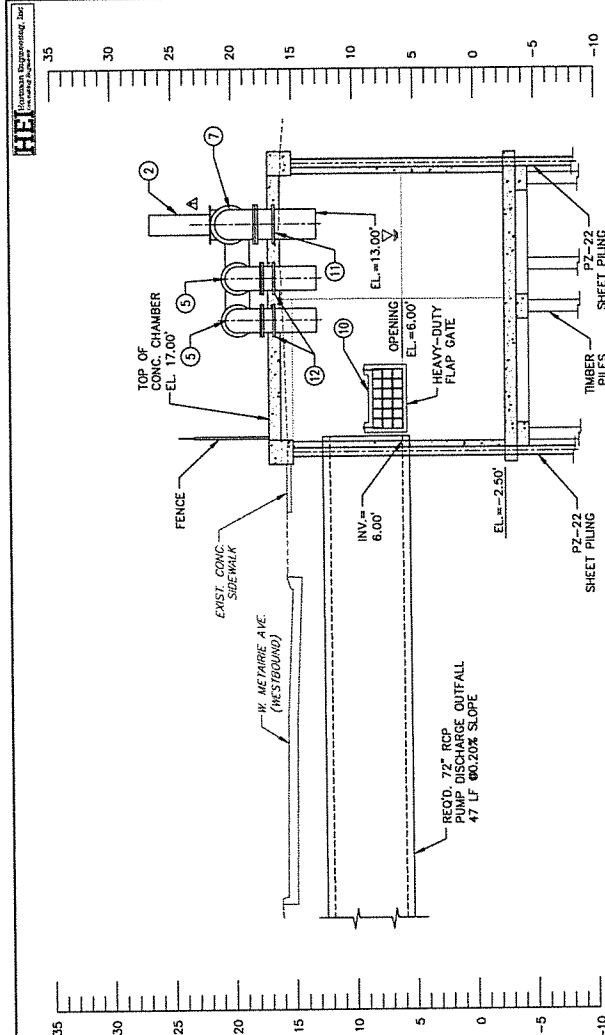 HEI Hartman Engineering, Inc.
Consulting Engineers
35
30
25
20
15
10
5
0
-5
-10
35
30
25
20
15
10
5
0
-5
-10
FENCE
TOP OF
CONC. CHAMBER
EL. 17.00'
5
5
2
7
EXIST. CONC.
SIDEWALK
W. METAIRIE AVE.
(WESTBOUND)
12
11
EL.=13.00'
10
OPENING
EL.=6.00'
HEAVY-DUTY
FLAP GATE
INV.=
6.00'
EL.=-2.50'
REQ'D. 72" RCP
PUMP DISCHARGE OUTFALL
47 LF @0.20% SLOPE
PZ-22
SHEET PILING
TIMBER
PILES
PZ-22
SHEET PILING